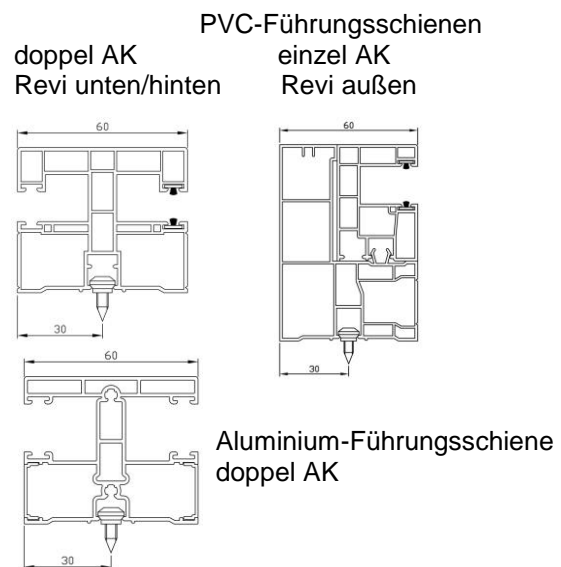 PVC-Führungsschienen
doppel AK einzel AK
Revi unten/hinten Revi außen
60 60
30 30
60
Aluminium-Führungsschiene
doppel AK
30